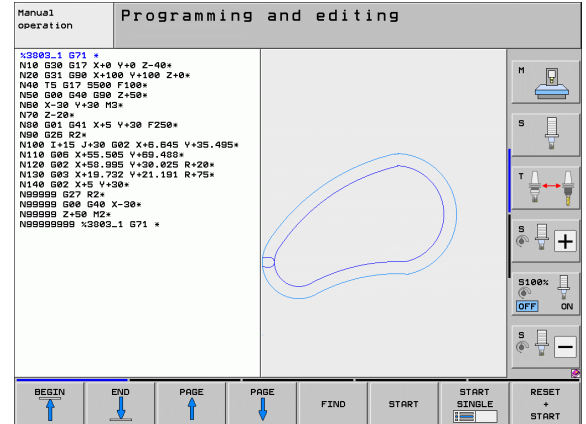 Manual
operation
Programming and editing
%3803_1 G71 *
N10 G30 G17 X+0 Y+0 Z-40*
N20 G31 G90 X+100 Y+100 Z+0*
N40 T5 G17 S500 F100*
N50 G00 G40 G90 Z+50*
N60 X-30 Y+30 M3*
N70 Z-20*
N80 G01 G41 X+5 Y+30 F250*
N90 G26 R2*
N100 I+15 J+30 G02 X+6.645 Y+35.495*
N110 G06 X+55.505 Y+69.488*
N120 G02 X+58.995 Y+30.025 R+20*
N130 G03 X+19.732 Y+21.191 R+75*
N140 G02 X+5 Y+30*
N99999 G27 R2*
N99999 G00 G40 X-30*
N99999 Z+50 M2*
N99999999 %3803_1 G71 *
M
S
T
S
+
S100%
OFF ON
S
−
BEGIN
END
PAGE
PAGE
FIND
START
START
SINGLE
RESET
+
START